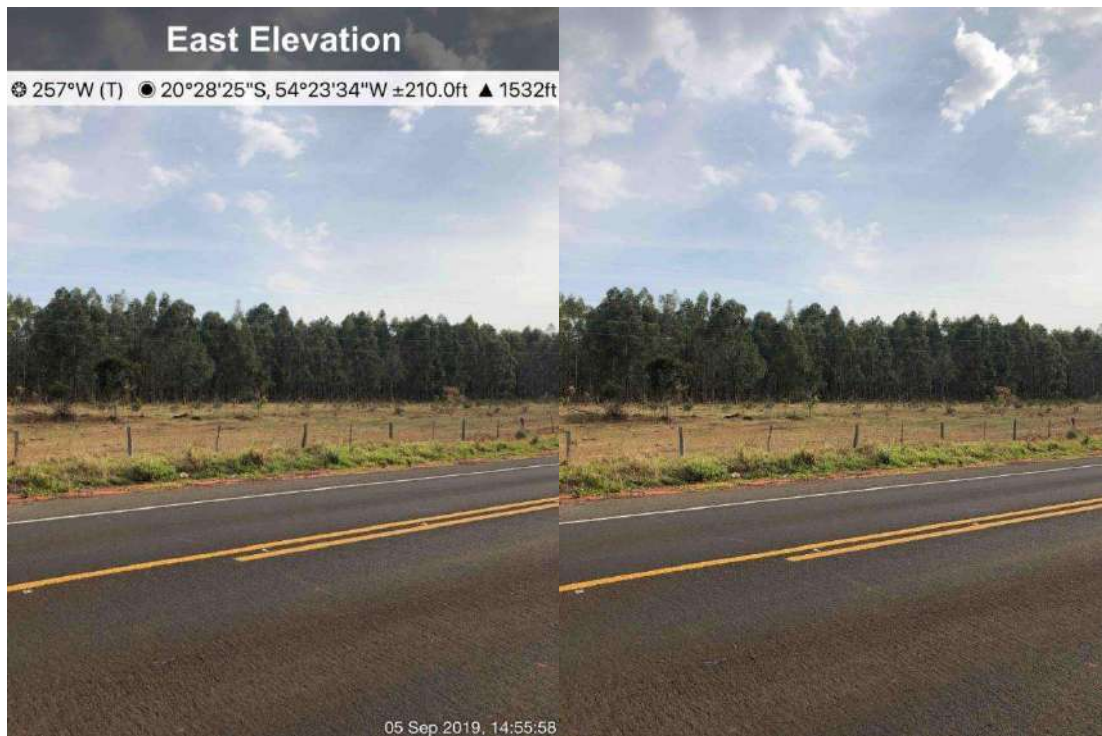 East Elevation
257°W (T) 20°28'25"S, 54°23'34"W ±210.0ft ▲ 1532ft
05 Sep 2019, 14:55:58